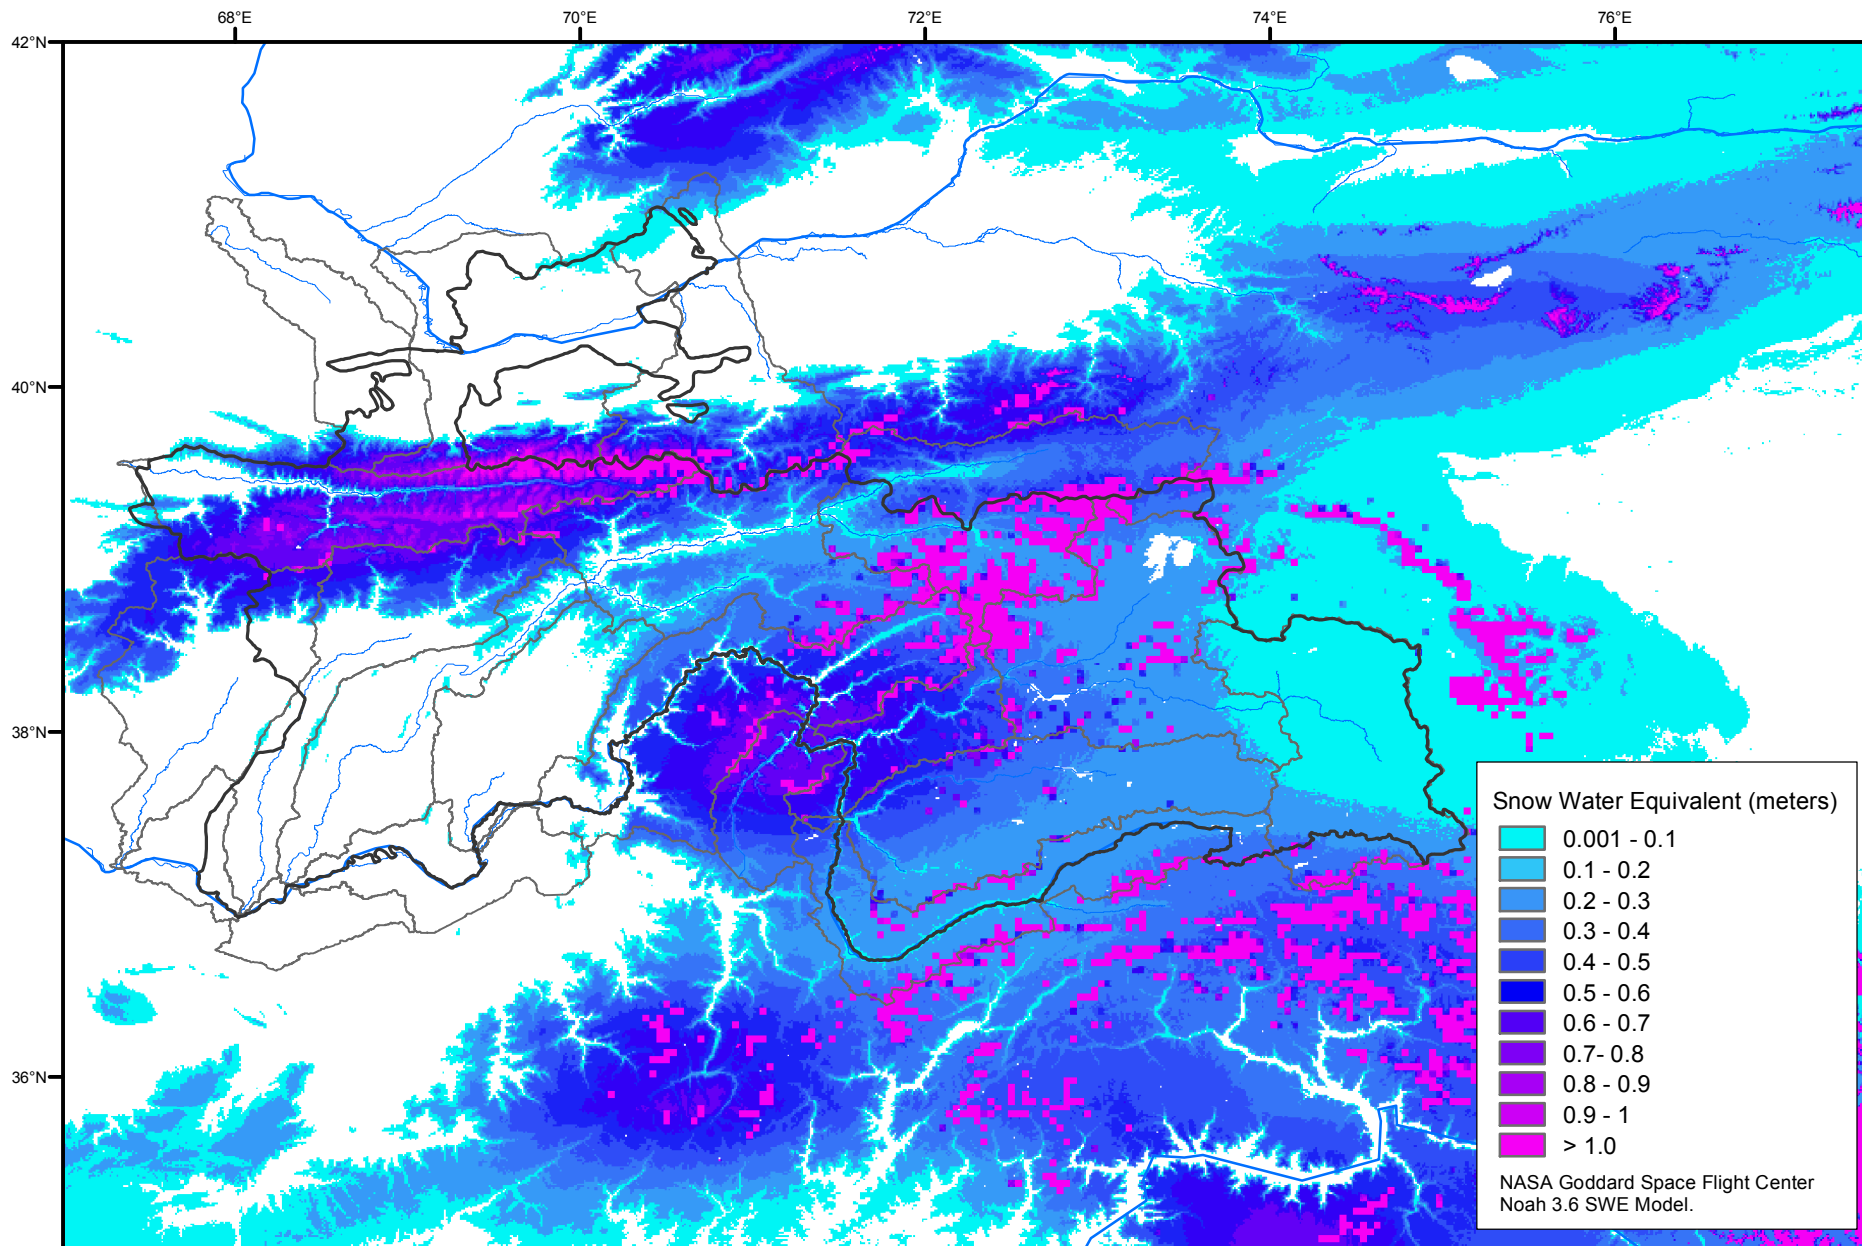 68°E
70°E
72°E
74°E
76°E
42°N
40°N
38°N
36°N
Snow Water Equivalent (meters)
0.001 - 0.1
0.1 - 0.2
0.2 - 0.3
0.3 - 0.4
0.4 - 0.5
0.5 - 0.6
0.6 - 0.7
0.7- 0.8
0.8 - 0.9
0.9 - 1
> 1.0
NASA Goddard Space Flight Center
Noah 3.6 SWE Model.